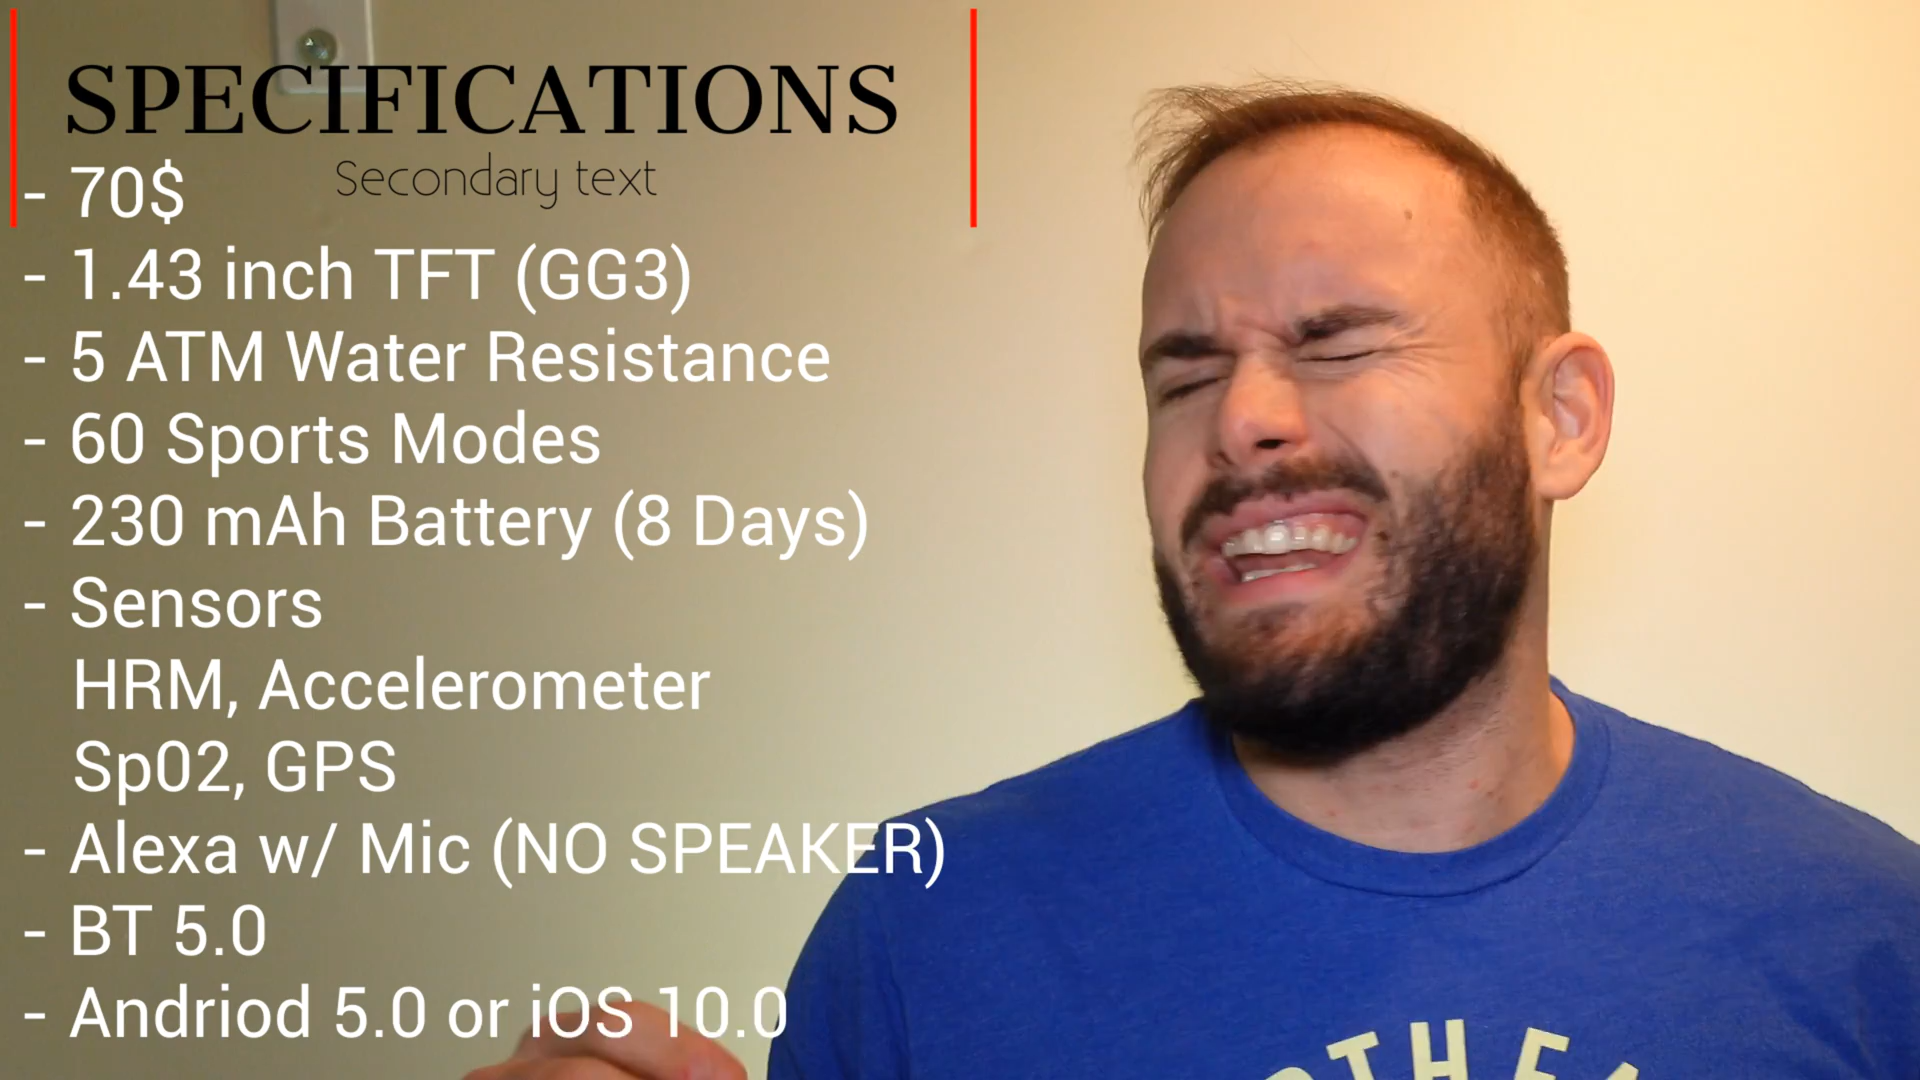 SPECIFICATIONS
Secondary text
- 70$
- 1.43 inch TFT (GG3)
- 5 ATM Water Resistance
- 60 Sports Modes
- 230 mAh Battery (8 Days)
- Sensors
HRM, Accelerometer
Sp02, GPS
- Alexa w/ Mic (NO SPEAKER)
- BT 5.0
- Andriod 5.0 or iOS 10.0